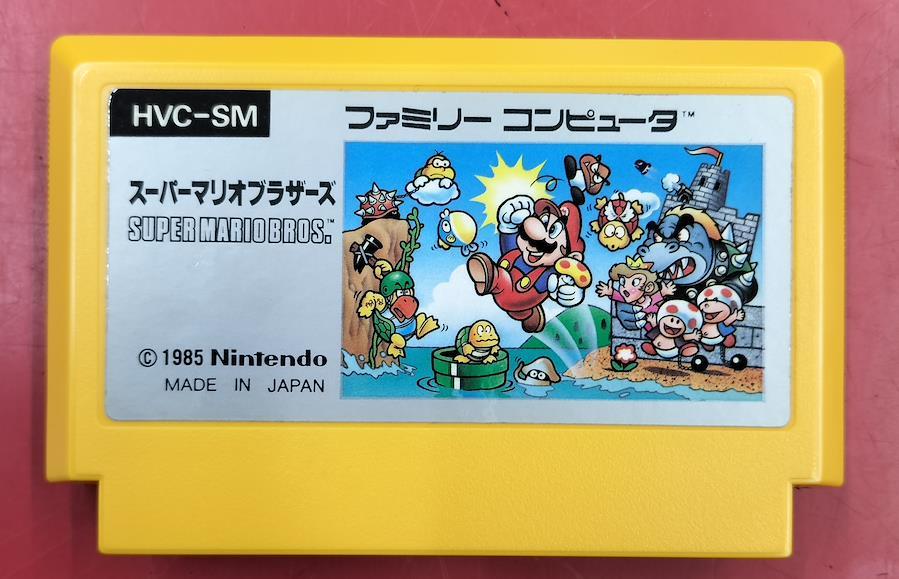 HVC-SM
ファミリー コンピュータ™
スーパーマリオブラザーズ
SUPER MARIO BROS.™
© 1985 Nintendo
MADE IN JAPAN